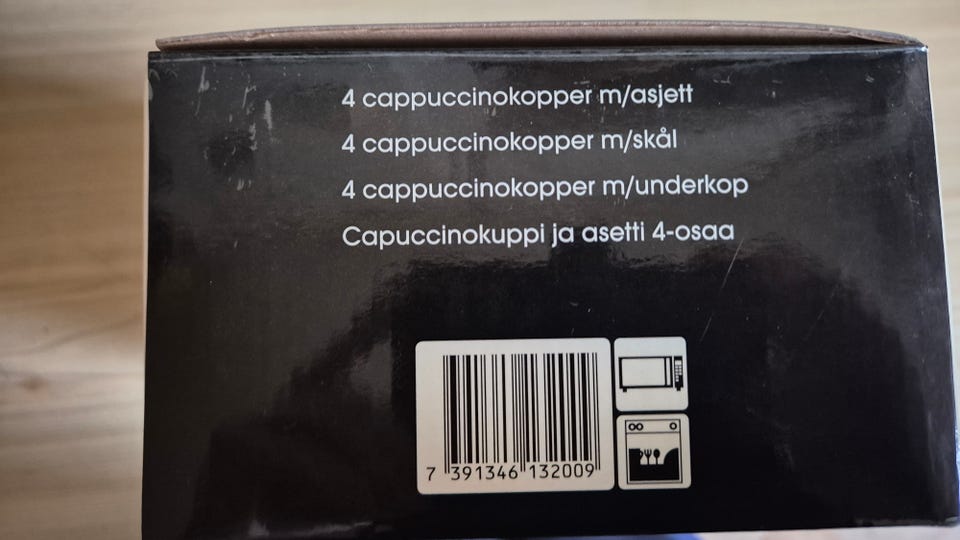 4 cappuccinokopper m/asjett
4 cappuccinokopper m/skål
4 cappuccinokopper m/underkop
Capuccinokuppi ja asetti 4-osaa
7 391346 132009